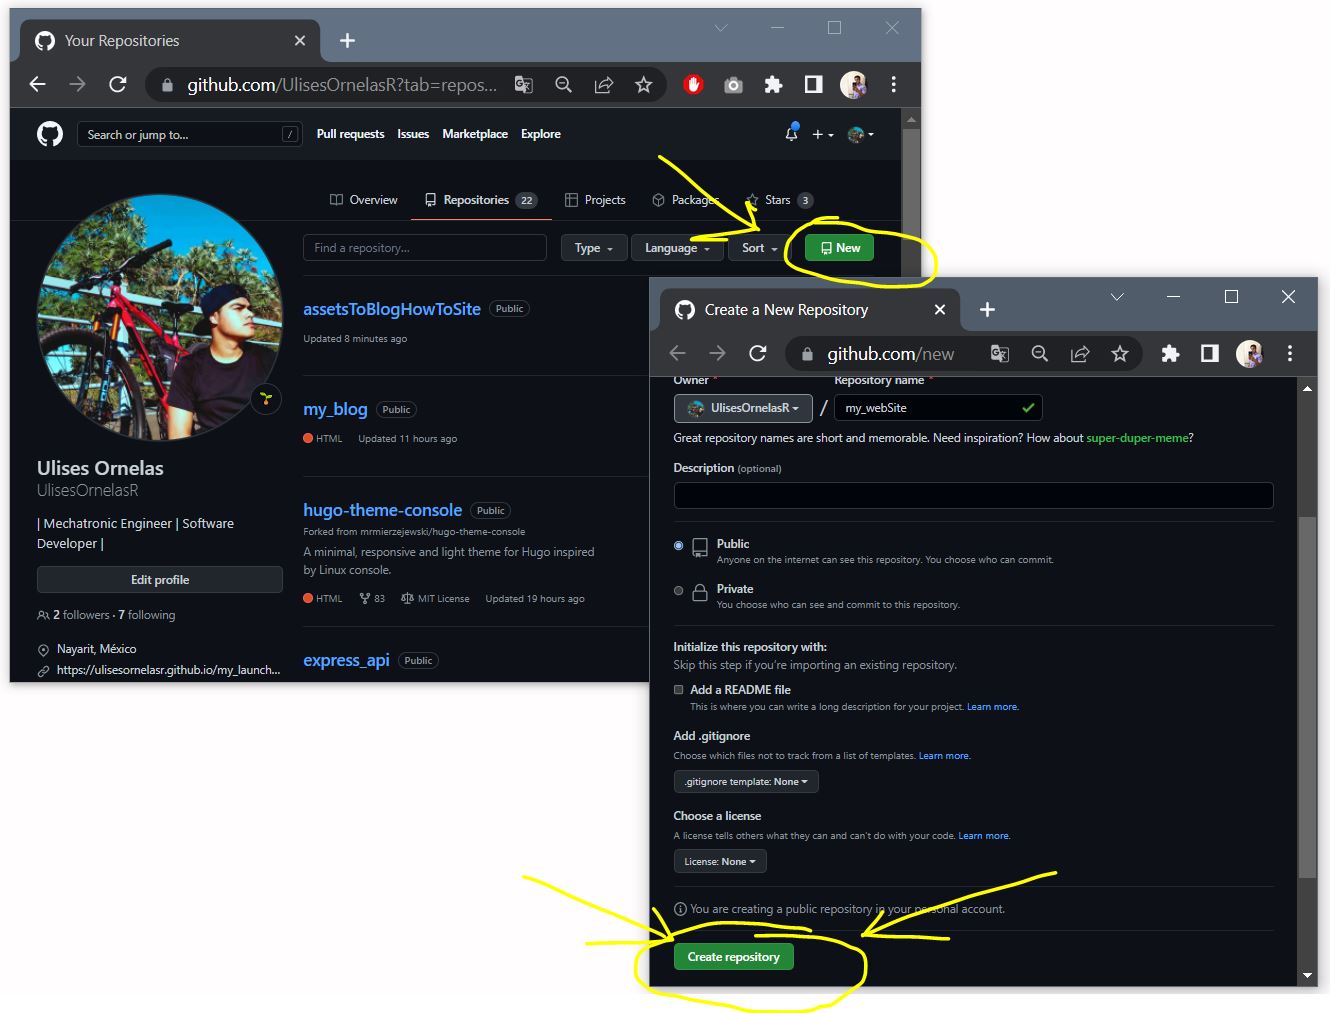 Your Repositories
github.com/UlisesOrnelasR?tab=repos...
Search or jump to... /
Pull requests Issues Marketplace Explore
Overview Repositories 22 Projects Packages Stars 3
Find a repository... Type Language Sort New
assetsToBlogHowToSite Public
Updated 8 minutes ago
my_blog Public
HTML Updated 11 hours ago
hugo-theme-console Public
Forked from mrmierzejewski/hugo-theme-console
A minimal, responsive and light theme for Hugo inspired
by Linux console.
HTML 83 MIT License Updated 19 hours ago
express_api Public
Ulises Ornelas
UlisesOrnelasR
| Mechatronic Engineer | Software
Developer |
Edit profile
2 followers · 7 following
Nayarit, México
https://ulisesornelasr.github.io/my_launch...
Create a New Repository
github.com/new
Owner * Repository name *
UlisesOrnelasR / my_webSite
Great repository names are short and memorable. Need inspiration? How about super-duper-meme?
Description (optional)
Public
Anyone on the internet can see this repository. You choose who can commit.
Private
You choose who can see and commit to this repository.
Initialize this repository with:
Skip this step if you're importing an existing repository.
Add a README file
This is where you can write a long description for your project. Learn more.
Add .gitignore
Choose which files not to track from a list of templates. Learn more.
.gitignore template: None
Choose a license
A license tells others what they can and can't do with your code. Learn more.
License: None
You are creating a public repository in your personal account.
Create repository